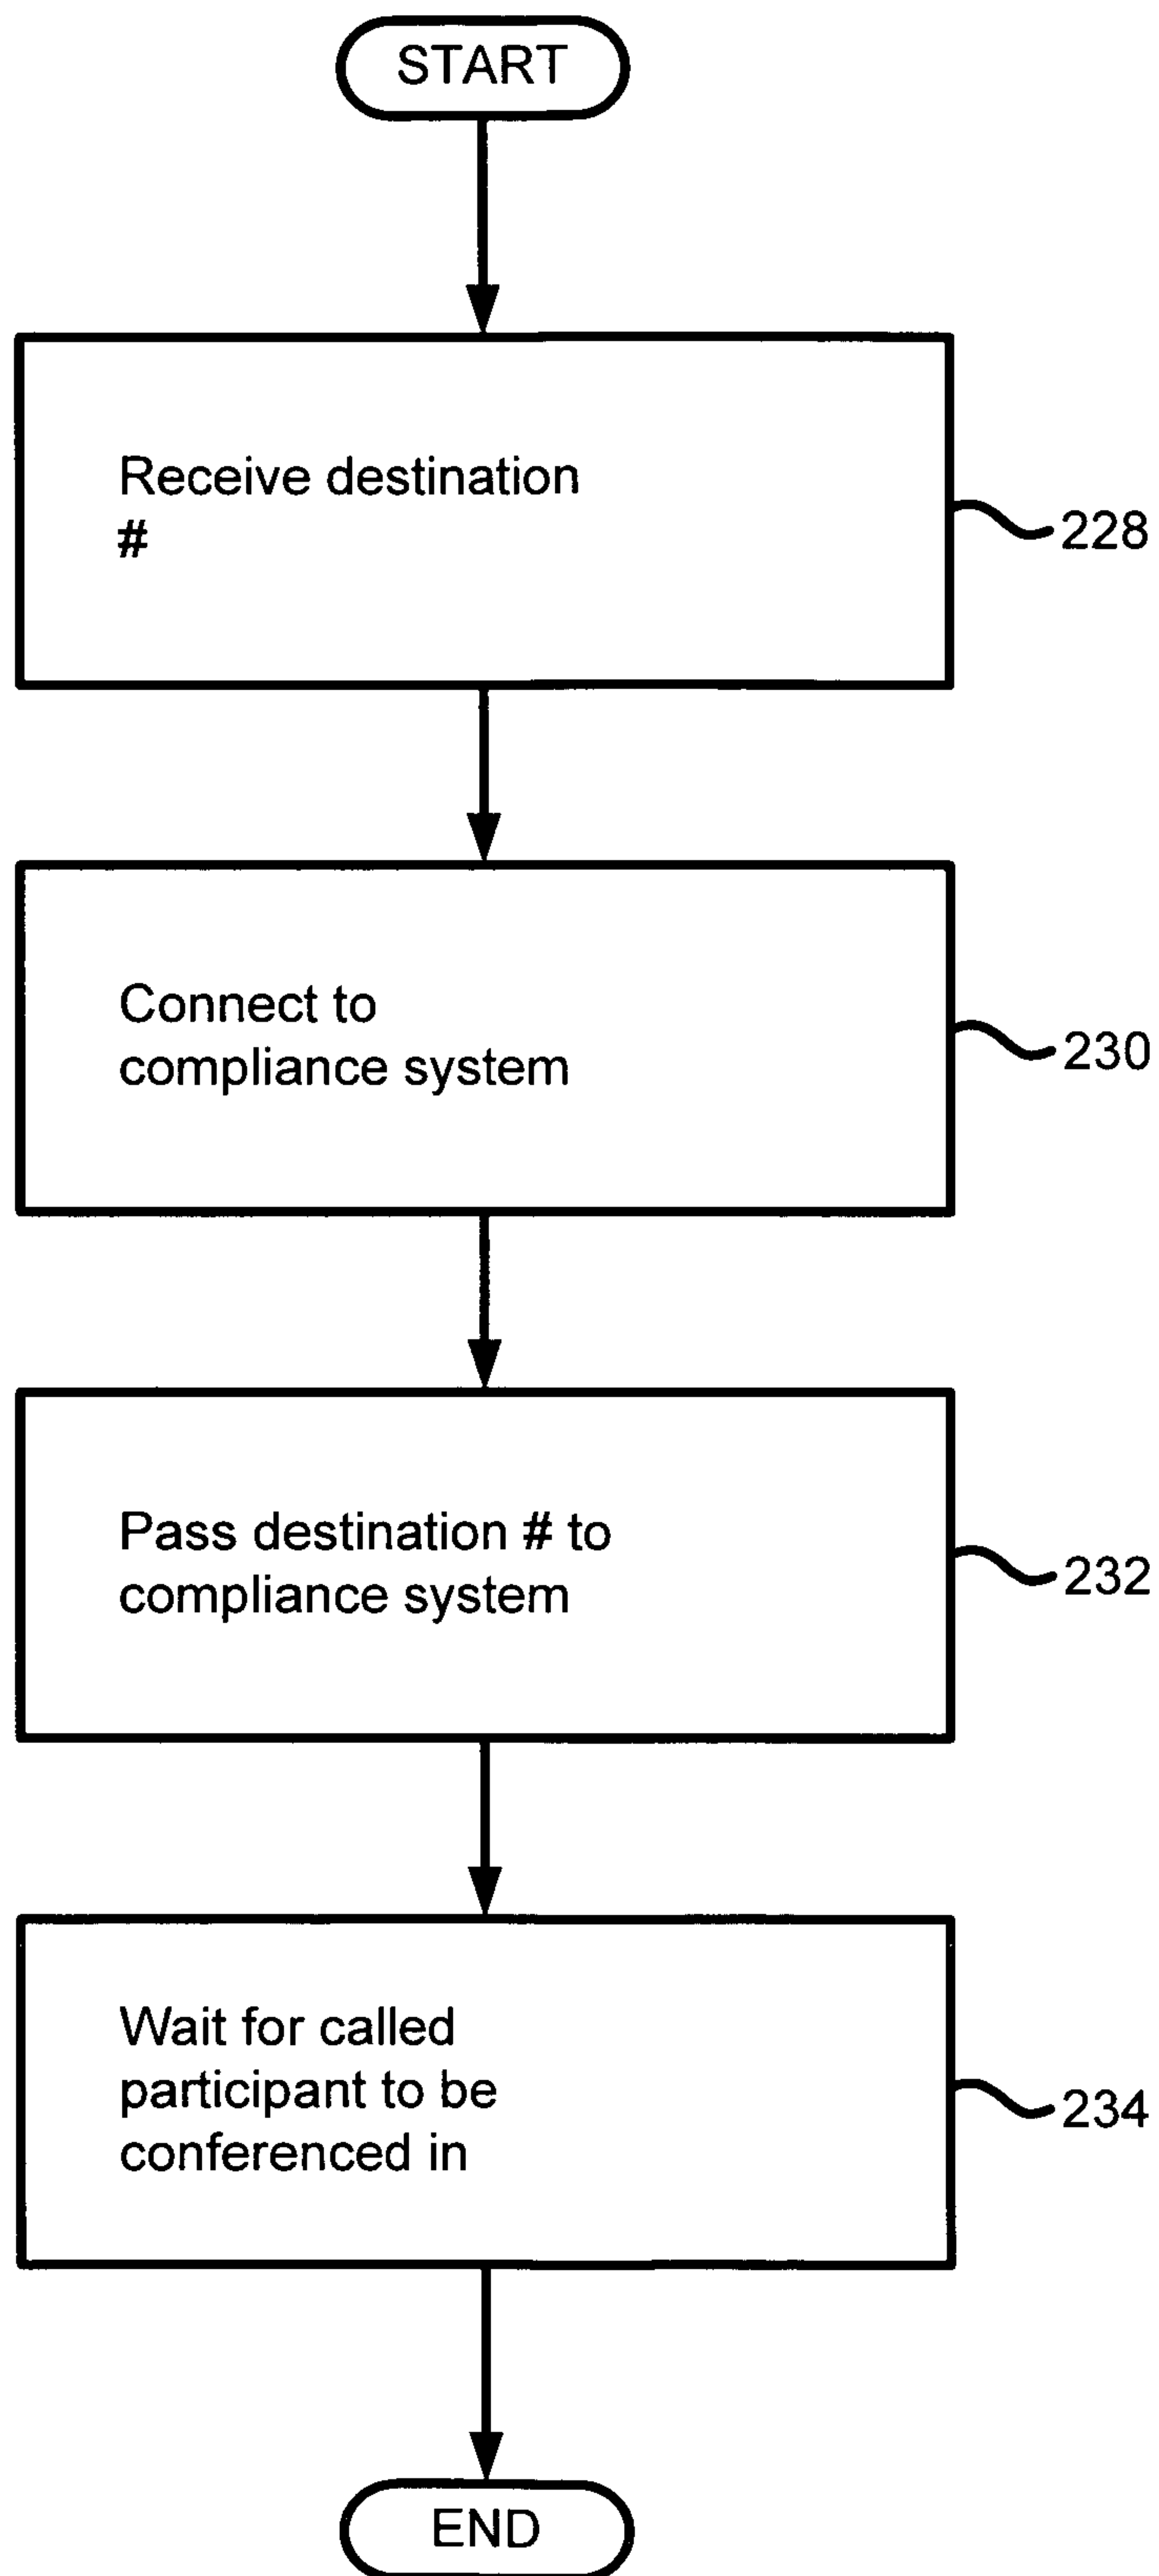 START
Receive destination
#
228
Connect to
compliance system
230
Pass destination # to
compliance system
232
Wait for called
participant to be
conferenced in
234
END